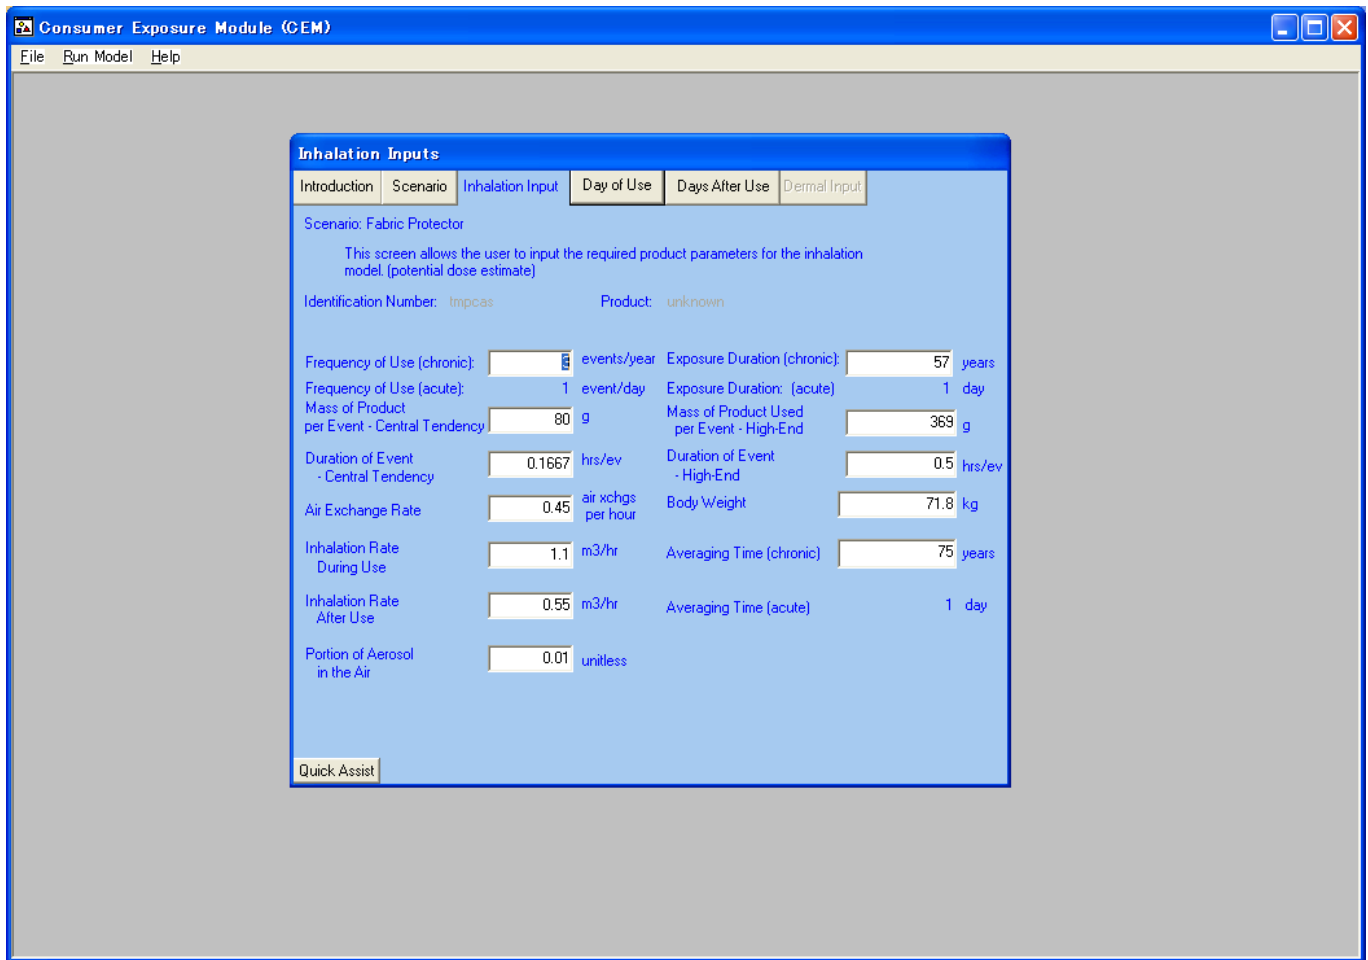 Consumer Exposure Module (CEM)
File Run Model Help
Inhalation Inputs
Introduction Scenario Inhalation Input Day of Use Days After Use Dermal Input
Scenario: Fabric Protector
This screen allows the user to input the required product parameters for the inhalation
model. (potential dose estimate)
Identification Number: tmpcas Product: unknown
Frequency of Use (chronic): events/year Exposure Duration (chronic): 57 years
Frequency of Use (acute): 1 event/day Exposure Duration: (acute) 1 day
Mass of Product
per Event - Central Tendency 80 g
Mass of Product Used
per Event - High-End 369 g
Duration of Event
- Central Tendency 0.1667 hrs/ev
Duration of Event
- High-End 0.5 hrs/ev
Air Exchange Rate 0.45 air xchgs
per hour
Body Weight 71.8 kg
Inhalation Rate
During Use 1.1 m3/hr
Averaging Time (chronic) 75 years
Inhalation Rate
After Use 0.55 m3/hr
Averaging Time (acute) 1 day
Portion of Aerosol
in the Air 0.01 unitless
Quick Assist